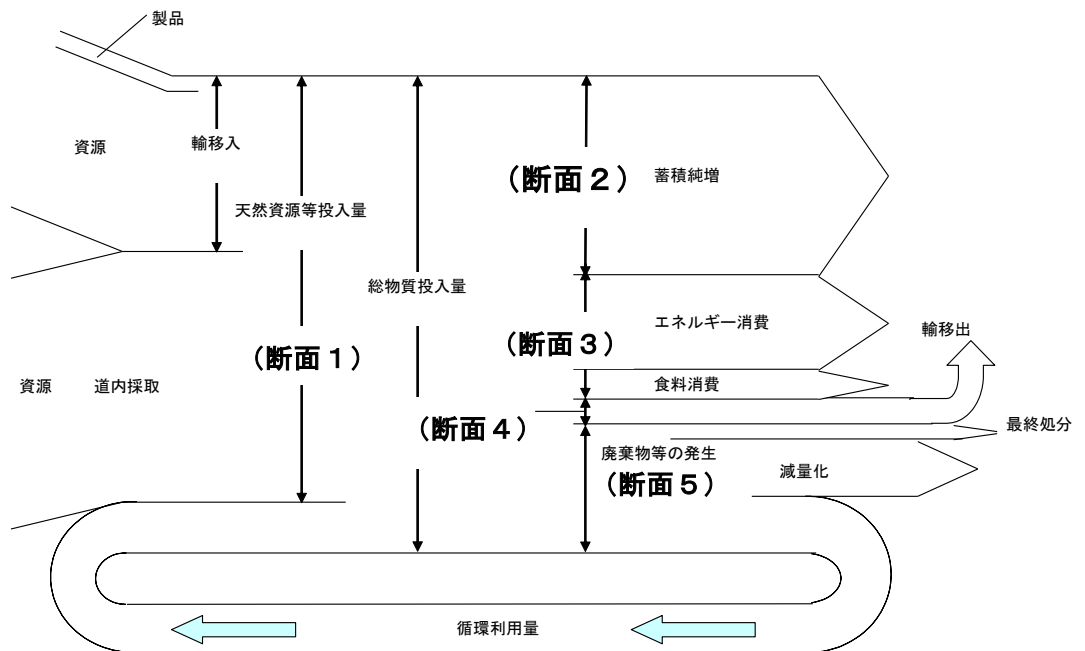 製品
資源
輸移入
天然資源等投入量
総物質投入量
(断面2)
蓄積純増
エネルギー消費
(断面3)
輸移出
(断面1)
資源 道内採取
食料消費
(断面4)
最終処分
廃棄物等の発生
減量化
(断面5)
循環利用量